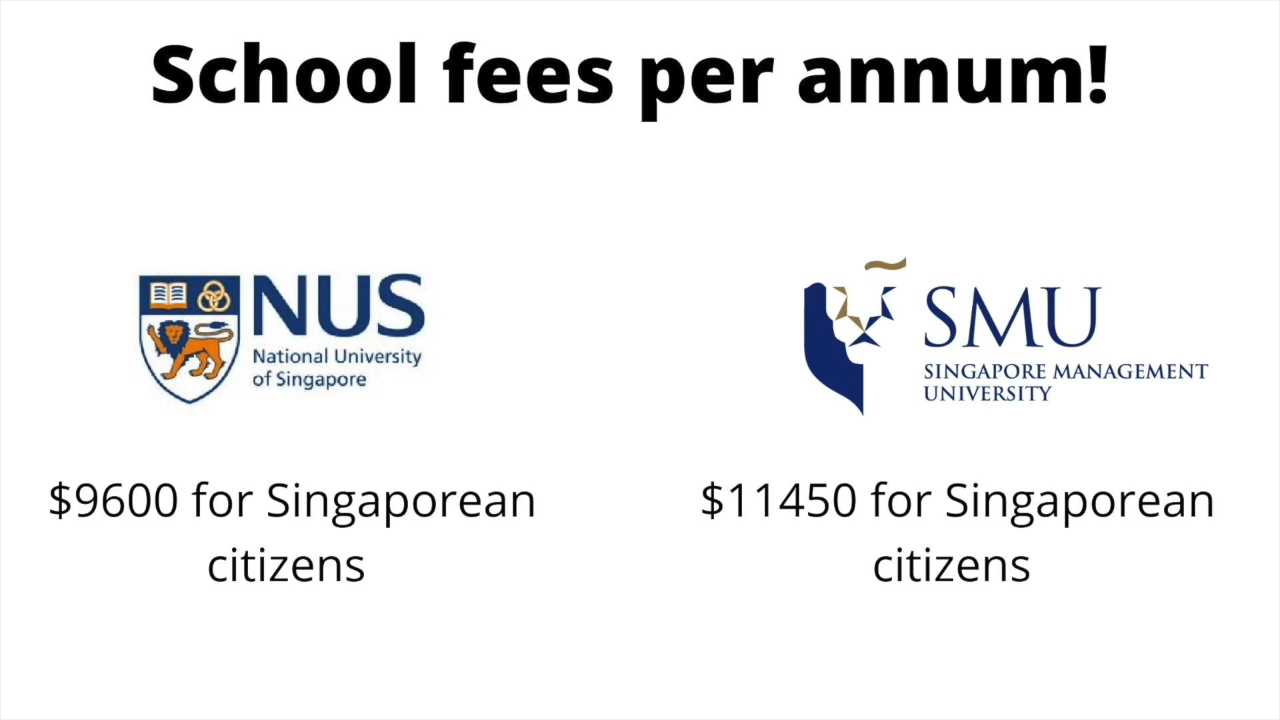 School fees per annum!
NUS
National University
of Singapore
$9600 for Singaporean
citizens
SMU
SINGAPORE MANAGEMENT
UNIVERSITY
$11450 for Singaporean
citizens